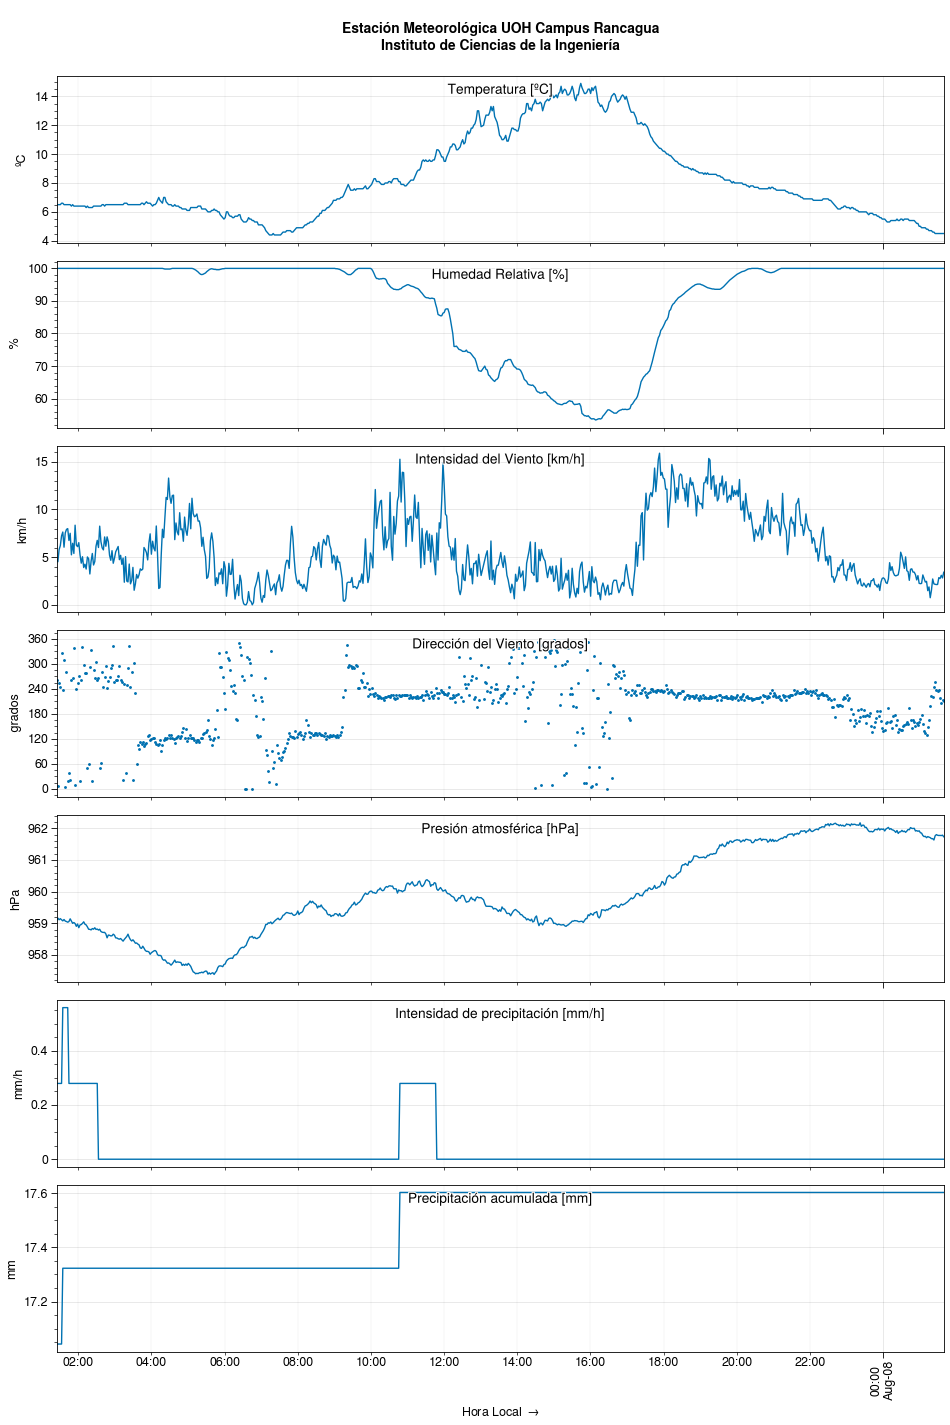 Estación Meteorológica UOH Campus Rancagua
Instituto de Ciencias de la Ingeniería
Temperatura [ºC]
ºC
14
12
10
8
6
4
Humedad Relativa [%]
%
100
90
80
70
60
Intensidad del Viento [km/h]
km/h
15
10
5
0
Dirección del Viento [grados]
grados
360
300
240
180
120
60
0
Presión atmosférica [hPa]
hPa
962
961
960
959
958
Intensidad de precipitación [mm/h]
mm/h
0.4
0.2
0
Precipitación acumulada [mm]
mm
17.6
17.4
17.2
02:00 04:00 06:00 08:00 10:00 12:00 14:00 16:00 18:00 20:00 22:00 00:00
Aug-08
Hora Local →